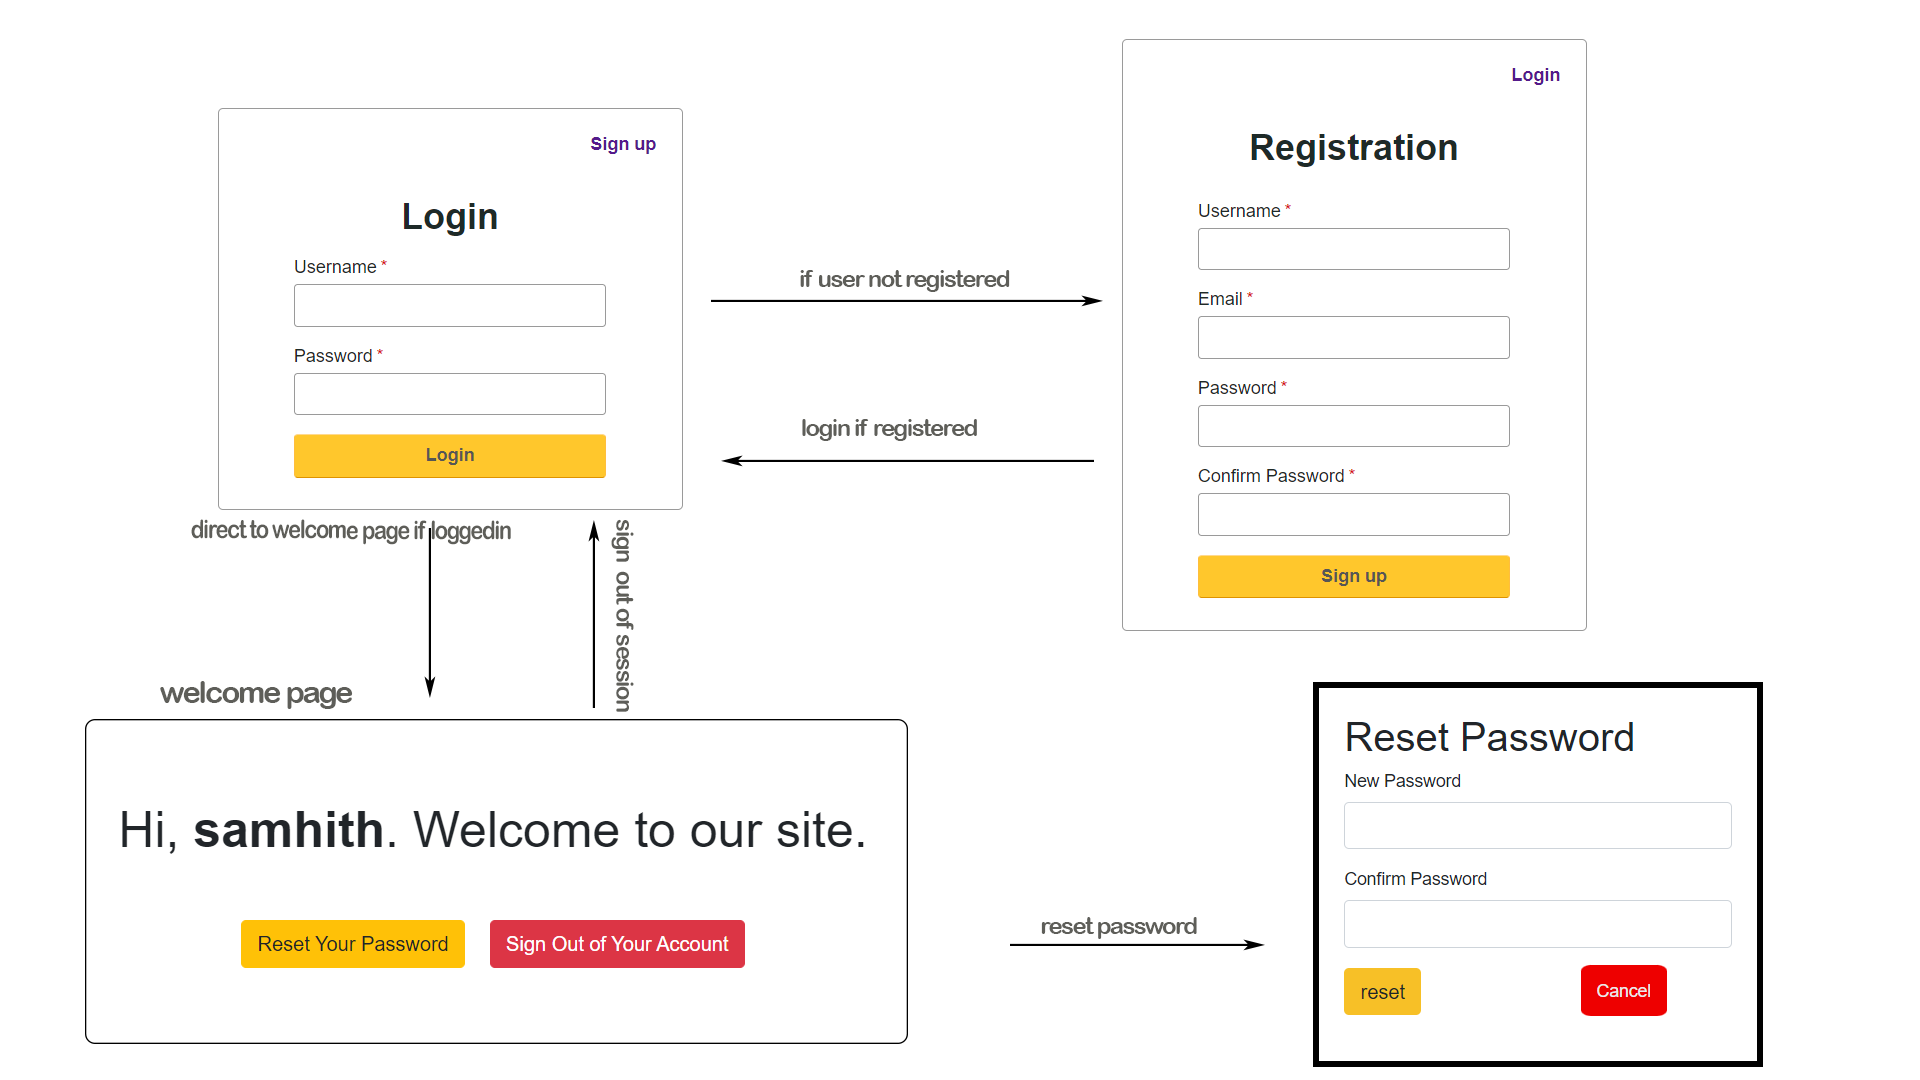 Sign up
Login
Username *
Password *
Login
if user not registered
login if registered
Login
Registration
Username *
Email *
Password *
Confirm Password *
Sign up
direct to welcome page if loggedin
sign out of session
welcome page
Hi, samhith. Welcome to our site.
Reset Your Password
Sign Out of Your Account
reset password
Reset Password
New Password
Confirm Password
reset
Cancel